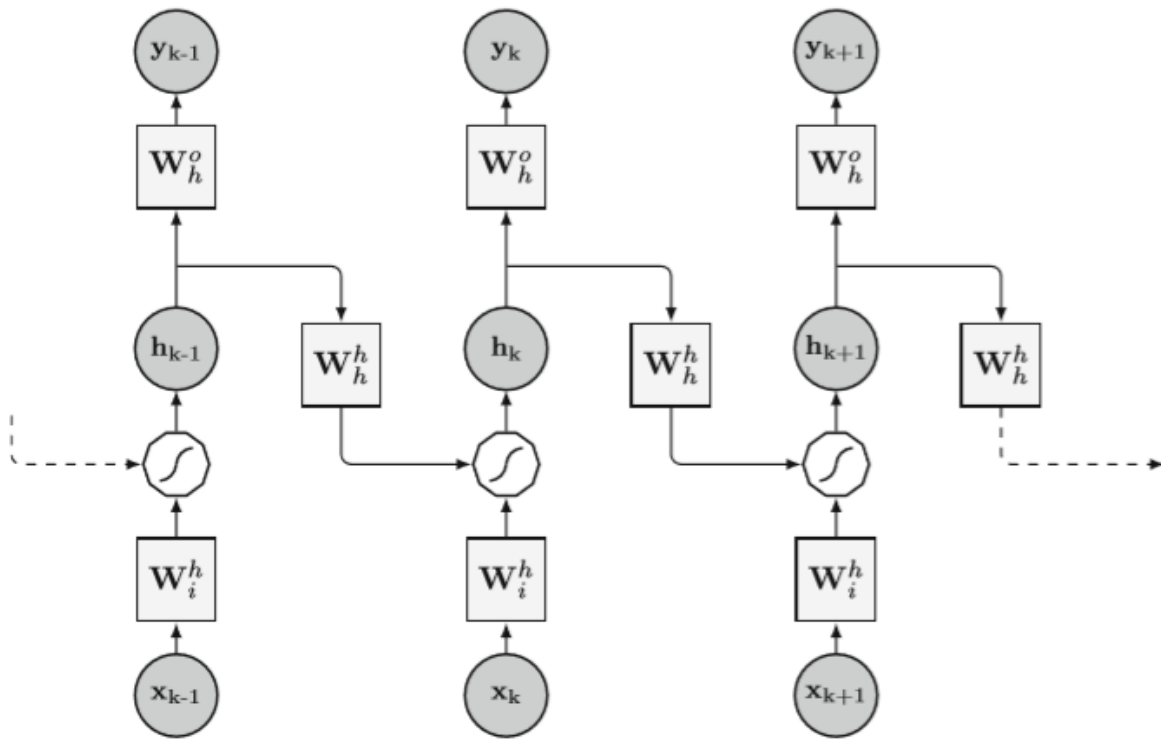 y_{k-1} y_k y_{k+1}
W_h^o W_h^o W_h^o
h_{k-1} W_h^h h_k W_h^h h_{k+1} W_h^h
W_i^h W_i^h W_i^h
x_{k-1} x_k x_{k+1}